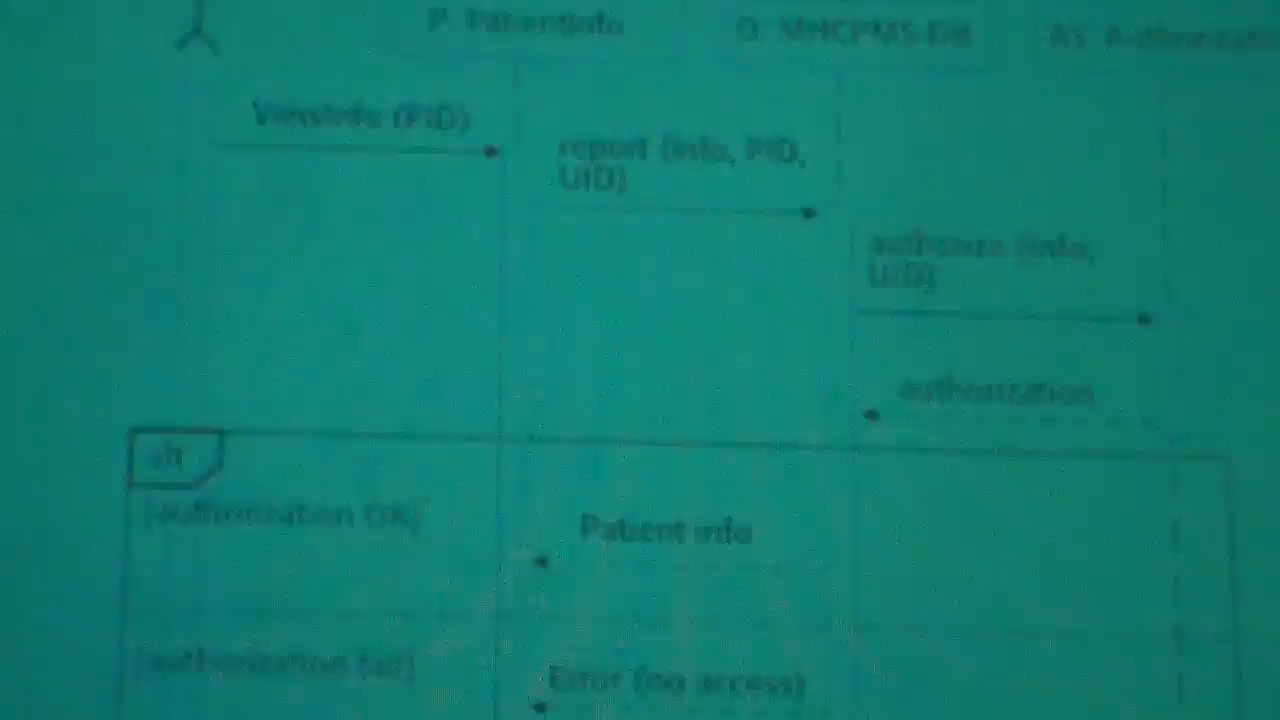 P: PatientInfo
D: MHCPMS-DB
AS: Authorizatio
ViewInfo (PID)
report (Info, PID,
UID)
authorize (Info,
UID)
authorization
alt
[authorization OK]
Patient info
[authorization fail]
Error (no access)